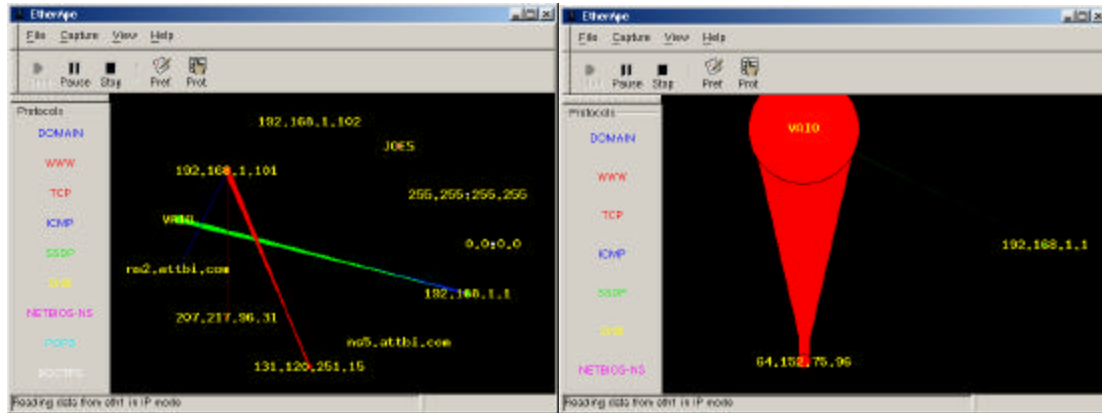 EtherApe
File Capture View Help
Pause Stop Pref Prot
Protocols
DOMAIN
WWW
TCP
ICMP
SSDP
NETBIOS-NS
192.168.1.102
JOES
192.168.1.101
255.255.255.255
VAIO
0.0.0.0
ns2.attbi.com
192.168.1.1
207.217.96.31
ns5.attbi.com
131.120.251.15
Reading data from eth1 in IP mode
EtherApe
File Capture View Help
Pause Stop Pref Prot
Protocols
DOMAIN
WWW
TCP
ICMP
SSDP
NETBIOS-NS
VAIO
192.168.1.1
64.152.75.96
Reading data from eth1 in IP mode